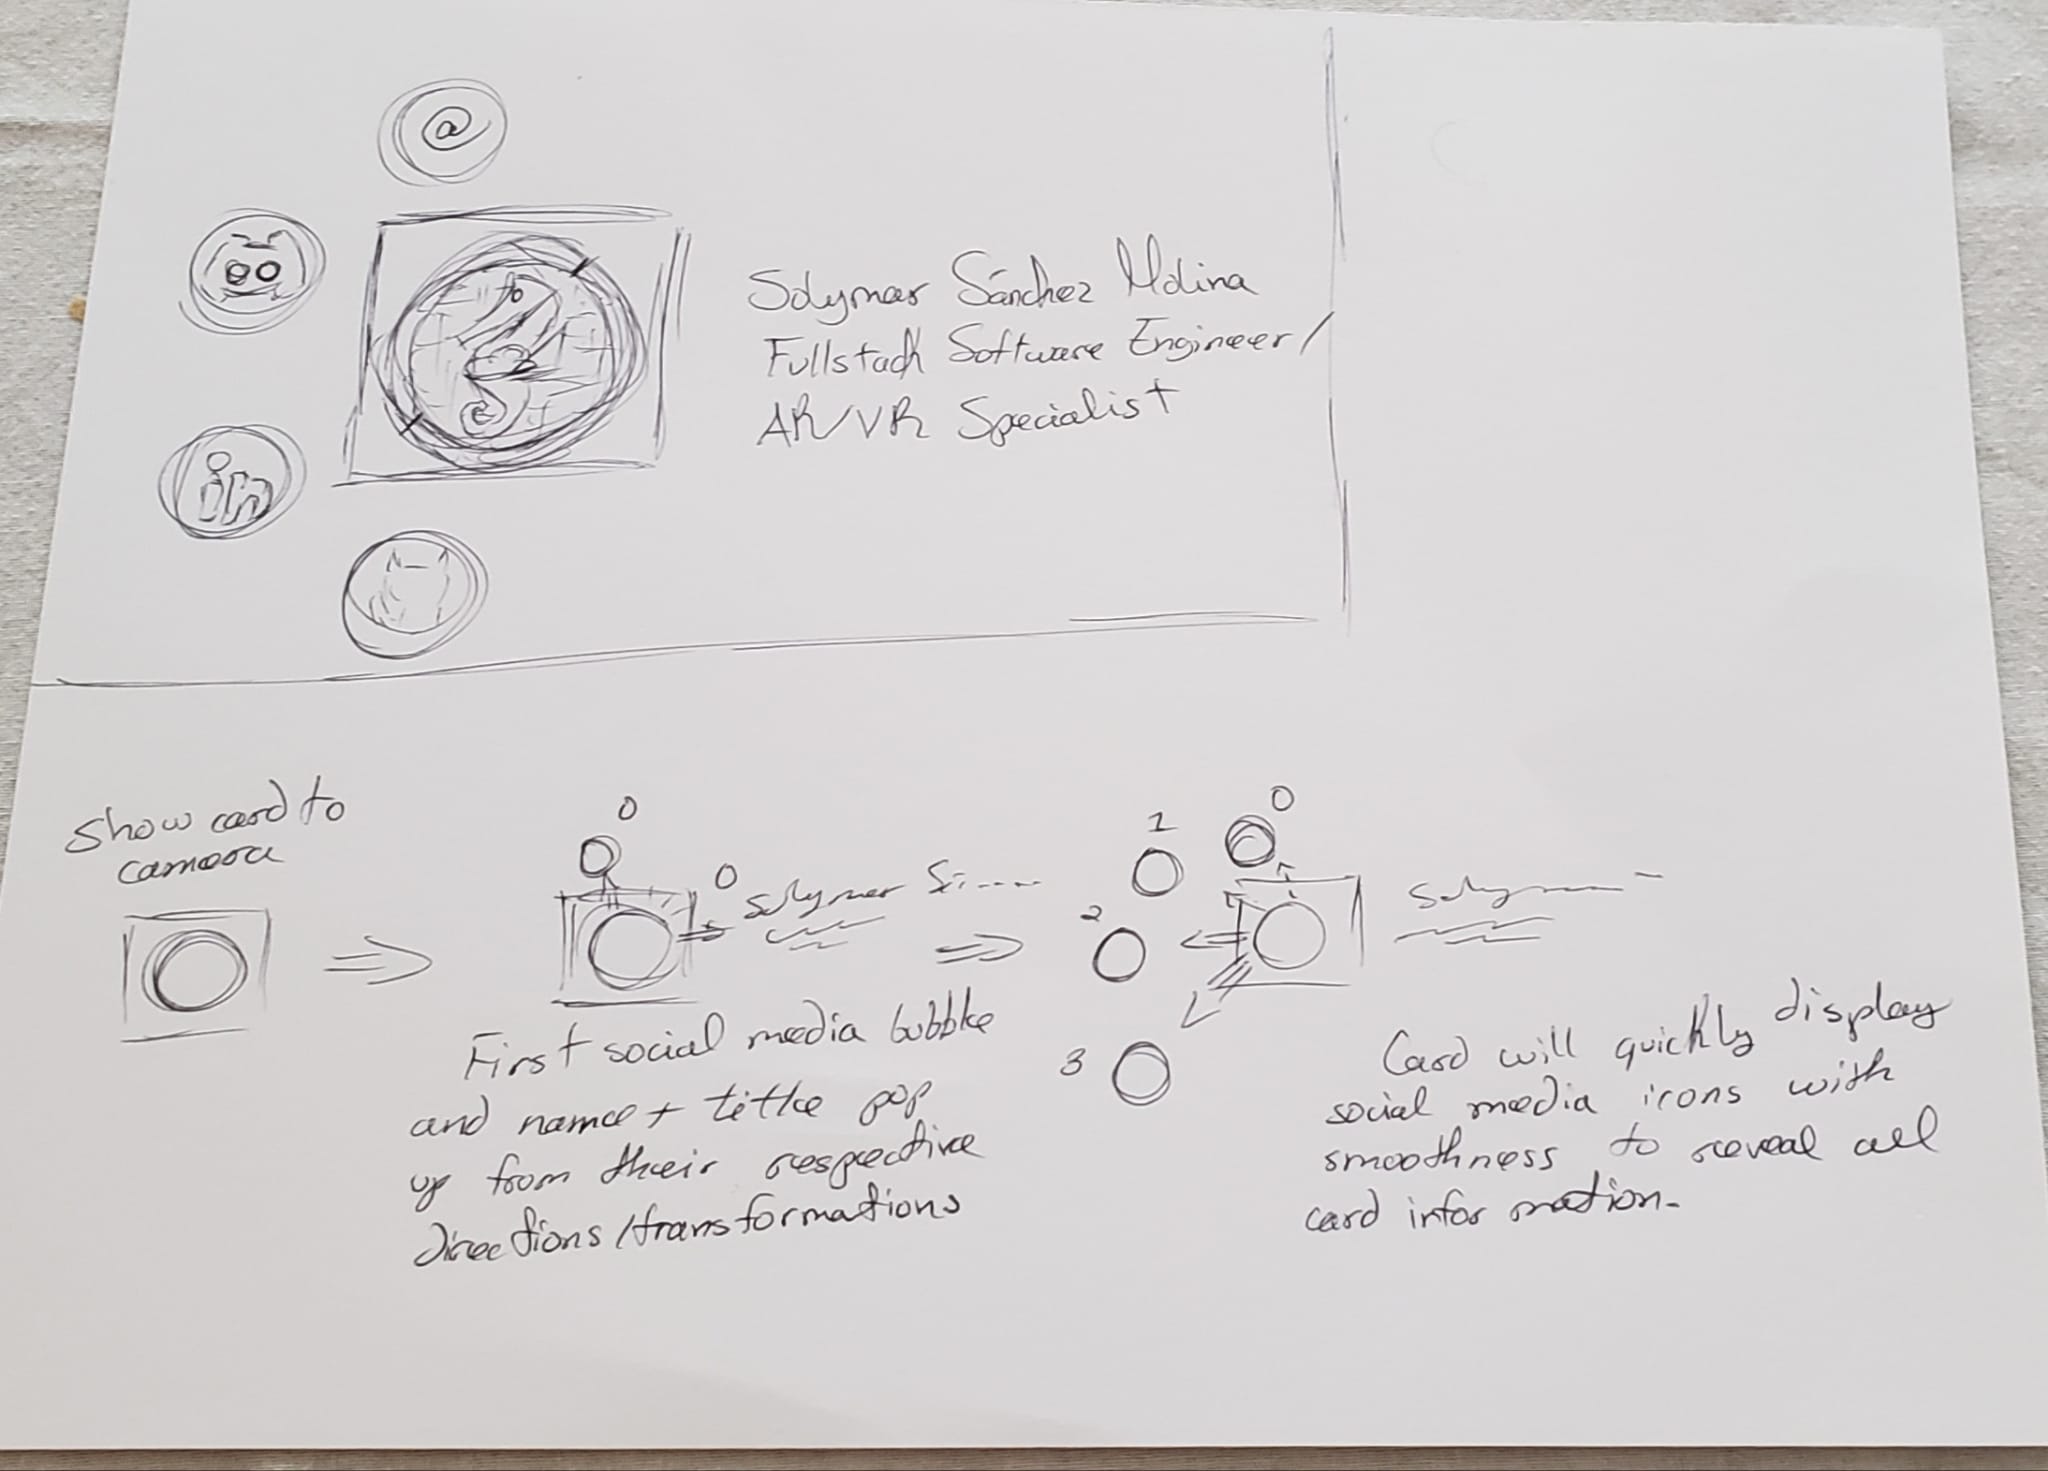 @
in
Solymar Sánchez Molina
Fullstack Software Engineer/
AR/VR Specialist
Show card to
camera
0
0
Solymar S.....
First social media bubble
and name + title pop
up from their respective
directions/transformations
1
0
2
3
Solym
Card will quickly display
social media icons with
smoothness to reveal all
card information.